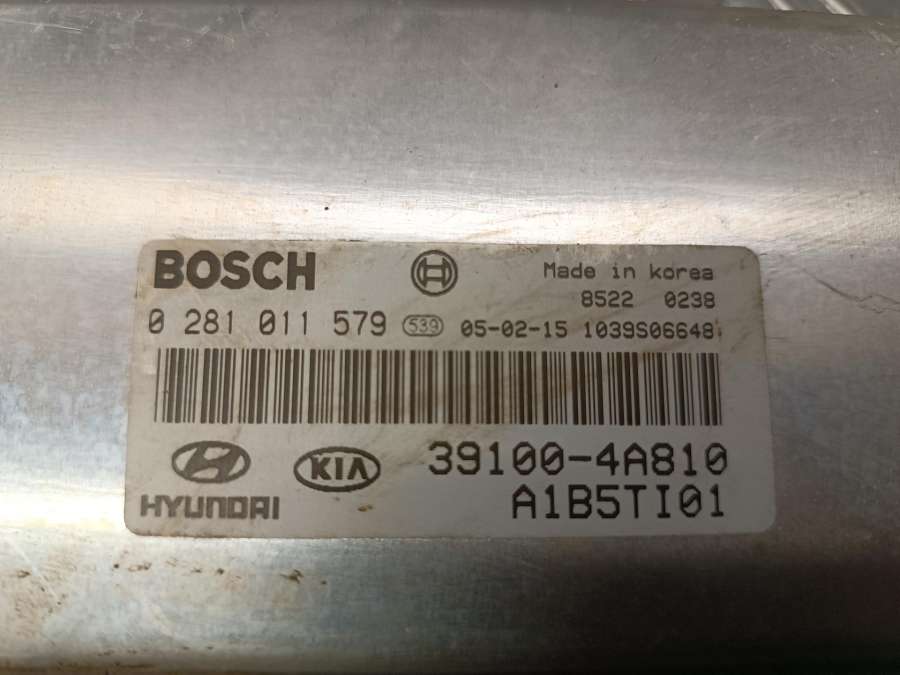 BOSCH
Made in korea
8522 0238
0 281 011 579 539 05-02-15 1039S06648
HYUNDAI
KIA
39100-4A810
A1B5TI01